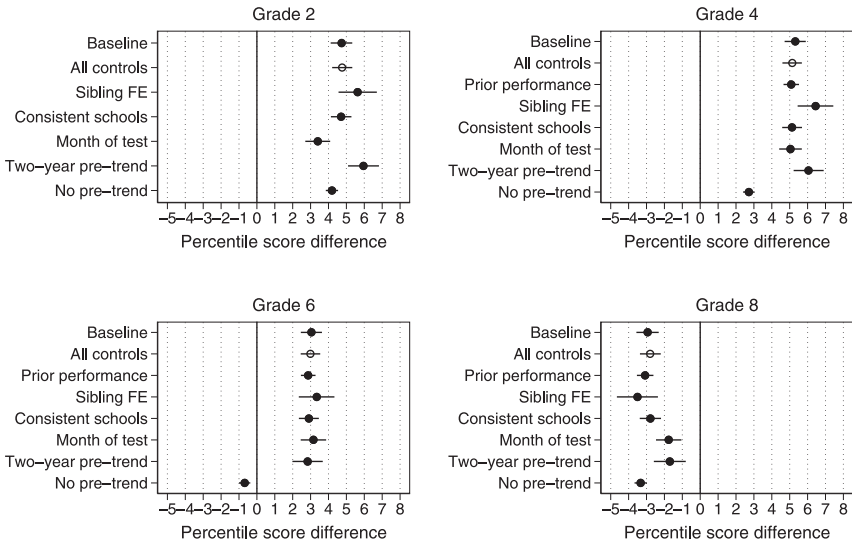 Grade 2
Baseline
All controls
Sibling FE
Consistent schools
Month of test
Two−year pre−trend
No pre−trend
−5−4−3−2−1 0 1 2 3 4 5 6 7 8
Percentile score difference
Grade 4
Baseline
All controls
Prior performance
Sibling FE
Consistent schools
Month of test
Two−year pre−trend
No pre−trend
−5−4−3−2−1 0 1 2 3 4 5 6 7 8
Percentile score difference
Grade 6
Baseline
All controls
Prior performance
Sibling FE
Consistent schools
Month of test
Two−year pre−trend
No pre−trend
−5−4−3−2−1 0 1 2 3 4 5 6 7 8
Percentile score difference
Grade 8
Baseline
All controls
Prior performance
Sibling FE
Consistent schools
Month of test
Two−year pre−trend
No pre−trend
−5−4−3−2−1 0 1 2 3 4 5 6 7 8
Percentile score difference